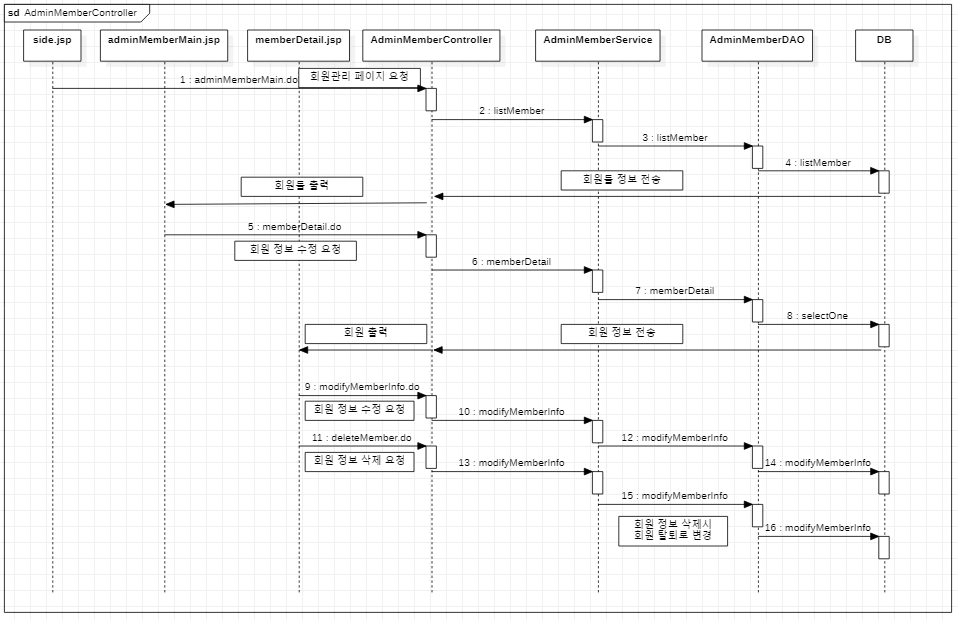 sd AdminMemberController
side.jsp
adminMemberMain.jsp
memberDetail.jsp
AdminMemberController
AdminMemberService
AdminMemberDAO
DB
1 : adminMemberMain.do
회원관리 페이지 요청
2 : listMember
3 : listMember
4 : listMember
회원들 정보 전송
회원들 출력
5 : memberDetail.do
회원 정보 수정 요청
6 : memberDetail
7 : memberDetail
8 : selectOne
회원 출력
회원 정보 전송
9 : modifyMemberInfo.do
회원 정보 수정 요청
10 : modifyMemberInfo
11 : deleteMember.do
12 : modifyMemberInfo
회원 정보 삭제 요청
13 : modifyMemberInfo
14 : modifyMemberInfo
15 : modifyMemberInfo
회원 정보 삭제시
회원 탈퇴로 변경
16 : modifyMemberInfo